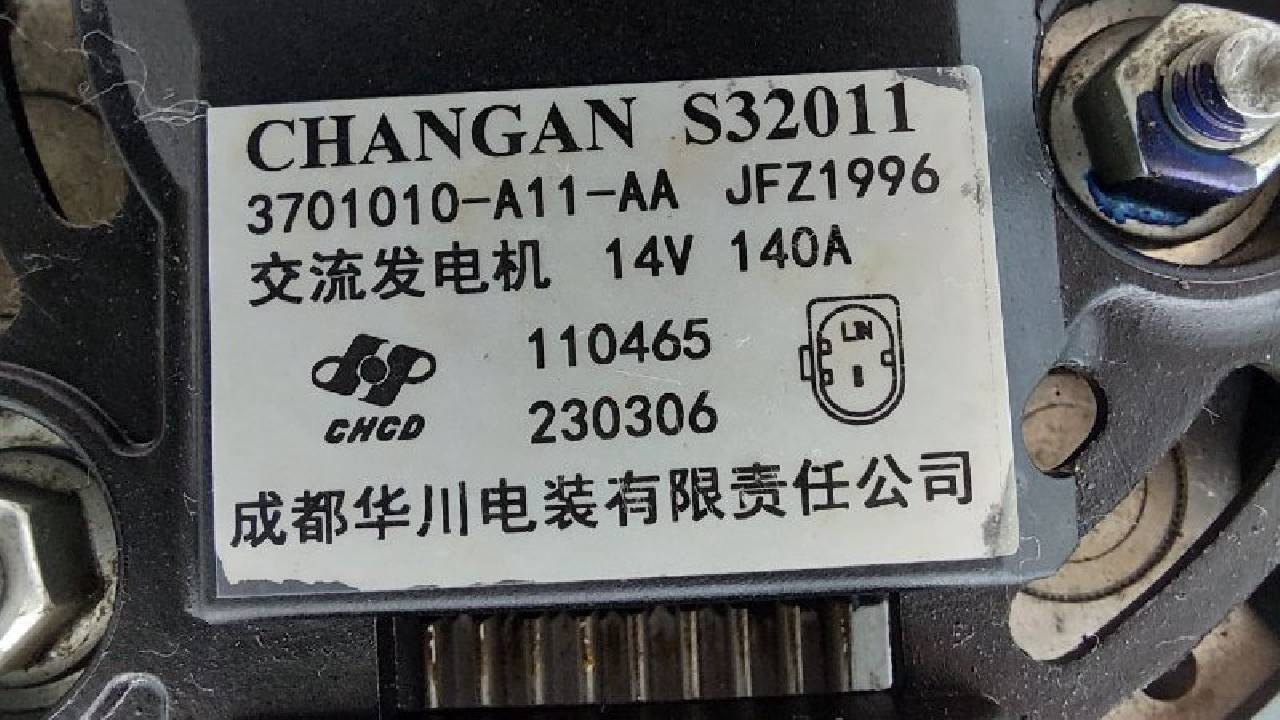 CHANGAN S32011
3701010-A11-AA JFZ1996
交流发电机 14V 140A
110465
LIN
CHCD
230306
成都华川电装有限责任公司